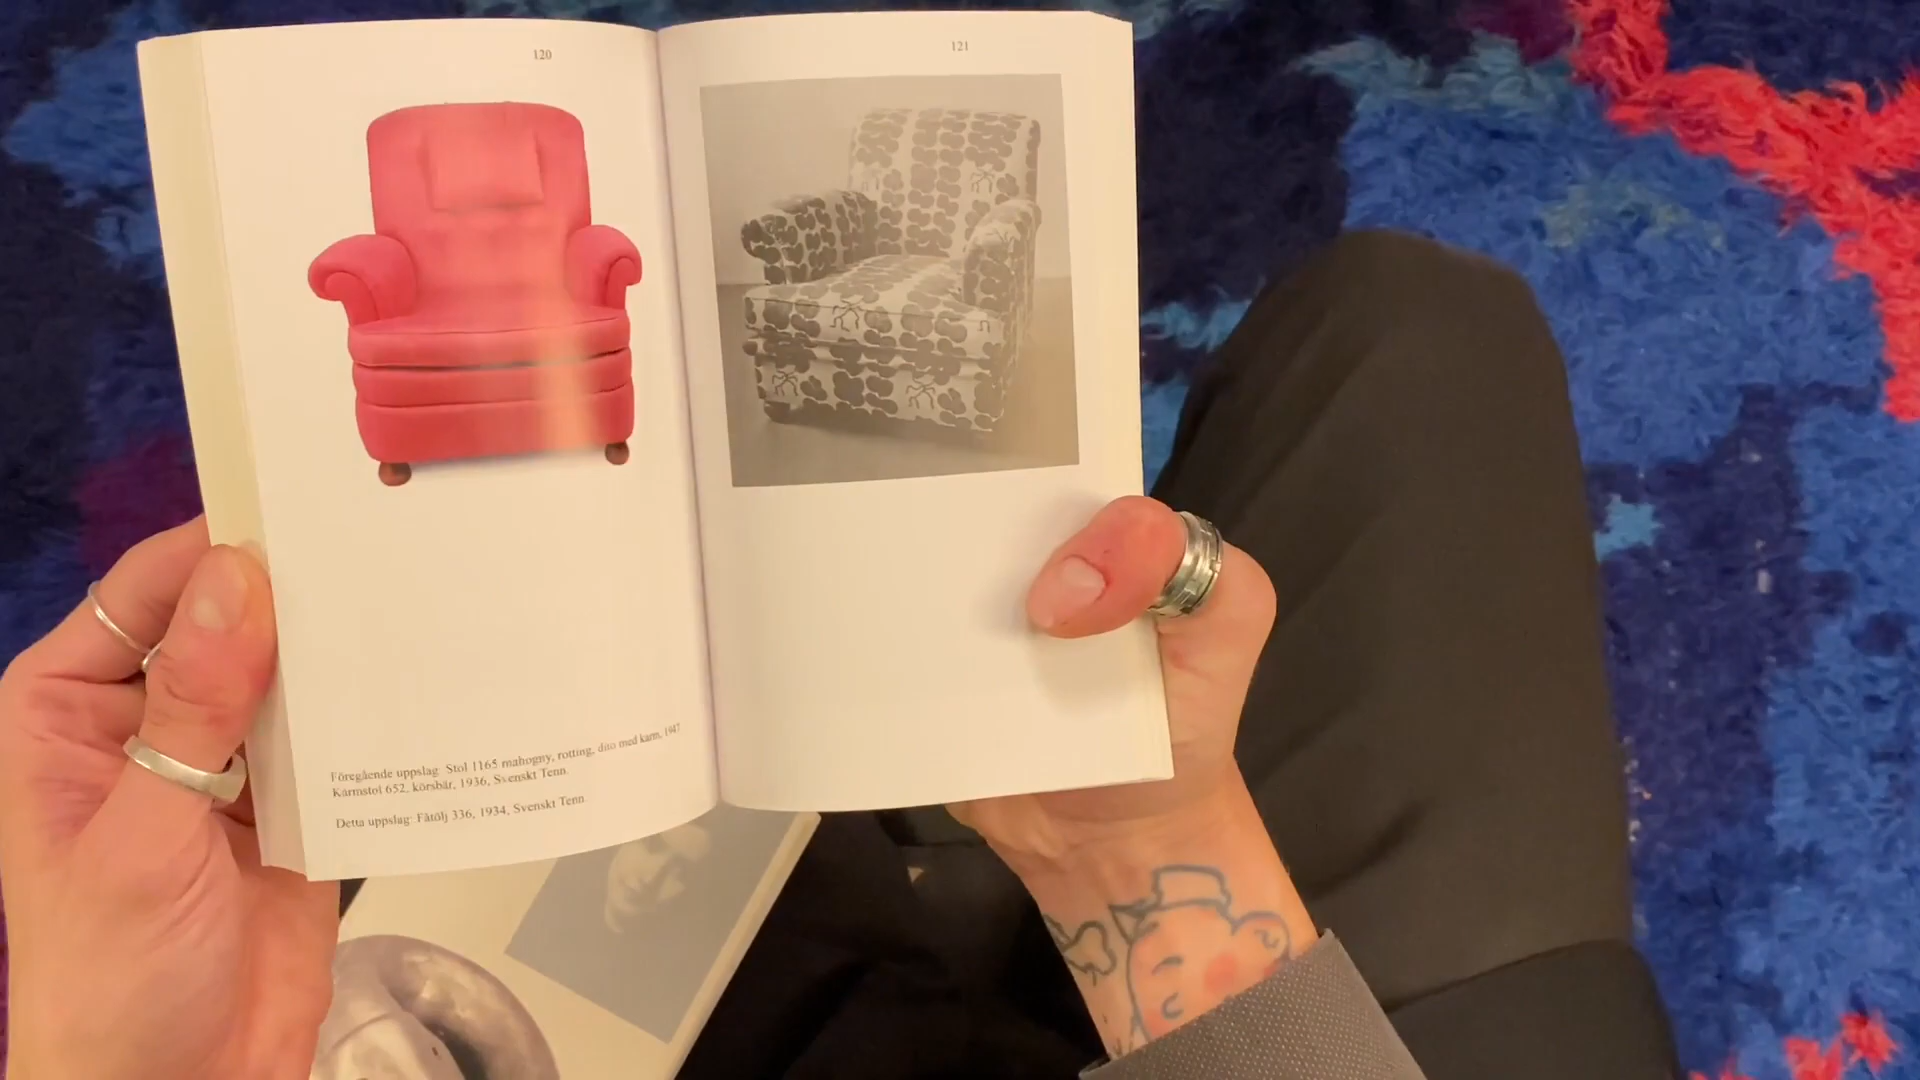 120
121
Föregående uppslag: Stol 1165 mahogny, rotting, dito med karm, 1947
Karmstol 652, körsbär, 1936, Svenskt Tenn.
Detta uppslag: Fåtölj 336, 1934, Svenskt Tenn.